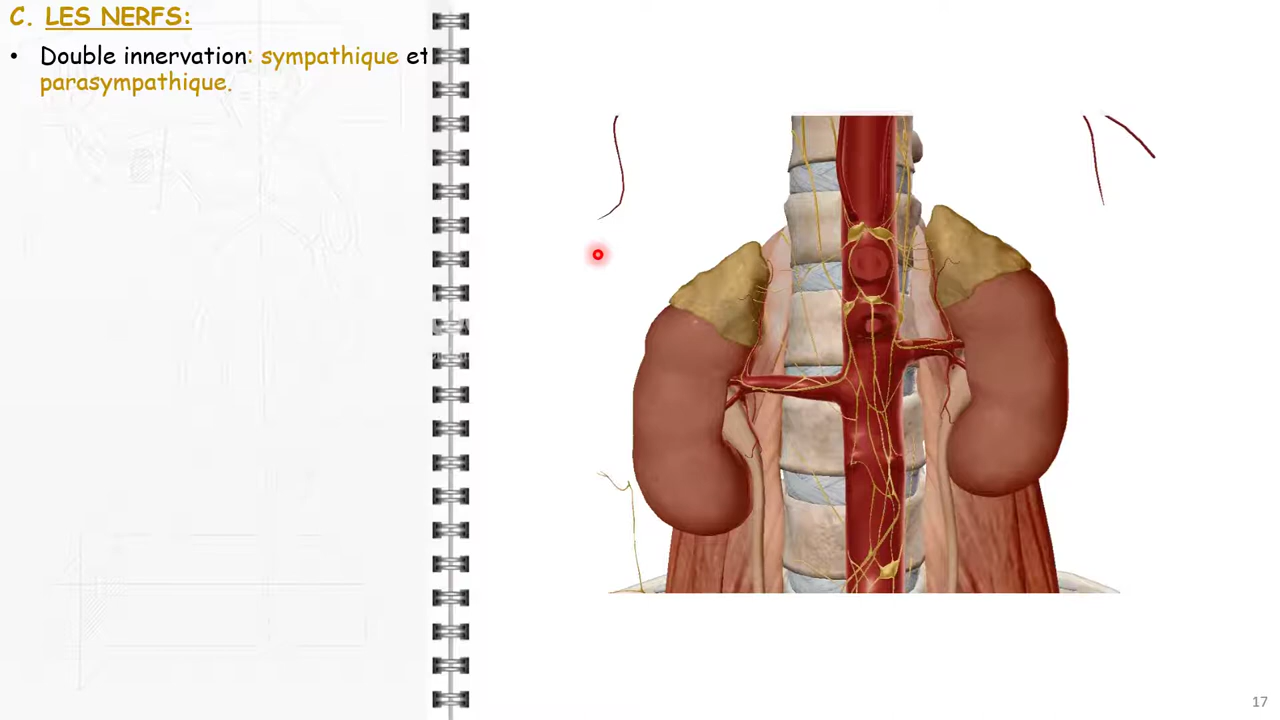 C. LES NERFS:
• Double innervation: sympathique et
parasympathique.
17